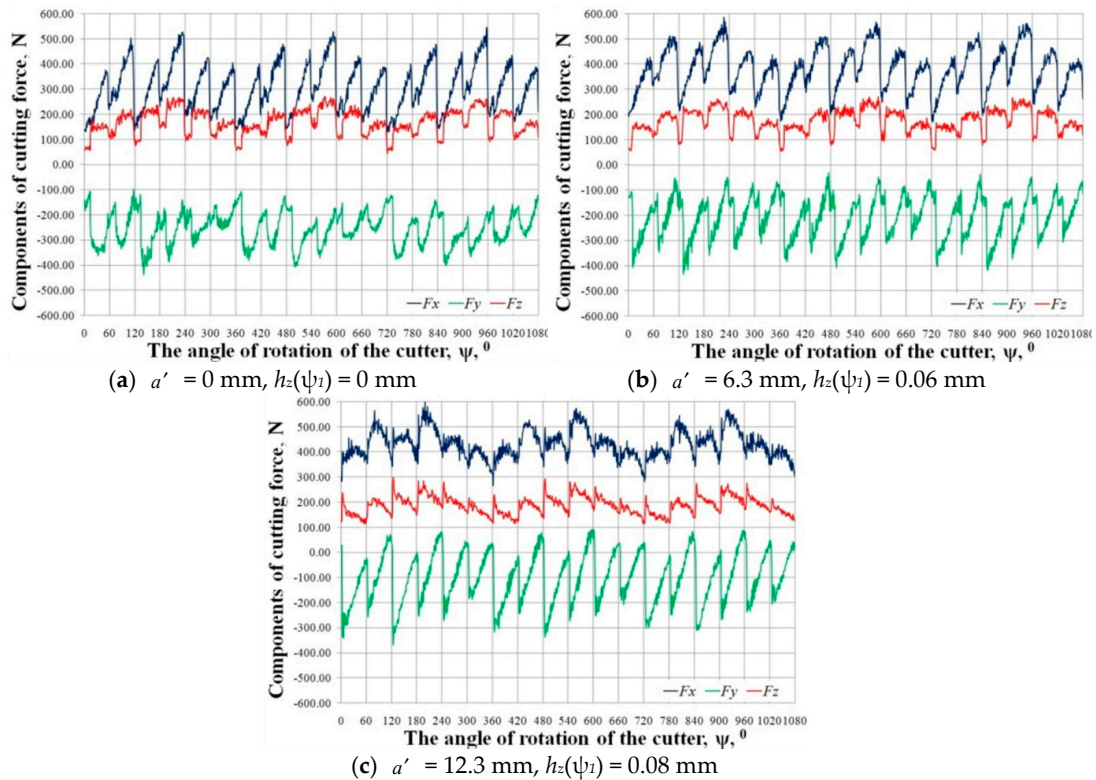 600.00
500.00
400.00
300.00
200.00
100.00
0.00
-100.00
-200.00
-300.00
-400.00
-500.00
-600.00
Components of cutting force, N
Fx Fy Fz
0 60 120 180 240 300 360 420 480 540 600 660 720 780 840 900 960 1020 1080
The angle of rotation of the cutter, ψ, ⁰
(a) a′ = 0 mm, hz(ψ1) = 0 mm
600.00
500.00
400.00
300.00
200.00
100.00
0.00
-100.00
-200.00
-300.00
-400.00
-500.00
-600.00
Components of cutting force, N
Fx Fy Fz
0 60 120 180 240 300 360 420 480 540 600 660 720 780 840 900 960 1020 1080
The angle of rotation of the cutter, ψ, ⁰
(b) a′ = 6.3 mm, hz(ψ1) = 0.06 mm
600.00
500.00
400.00
300.00
200.00
100.00
0.00
-100.00
-200.00
-300.00
-400.00
-500.00
-600.00
Components of cutting force, N
Fx Fy Fz
0 60 120 180 240 300 360 420 480 540 600 660 720 780 840 900 960 1020 1080
The angle of rotation of the cutter, ψ, ⁰
(c) a′ = 12.3 mm, hz(ψ1) = 0.08 mm